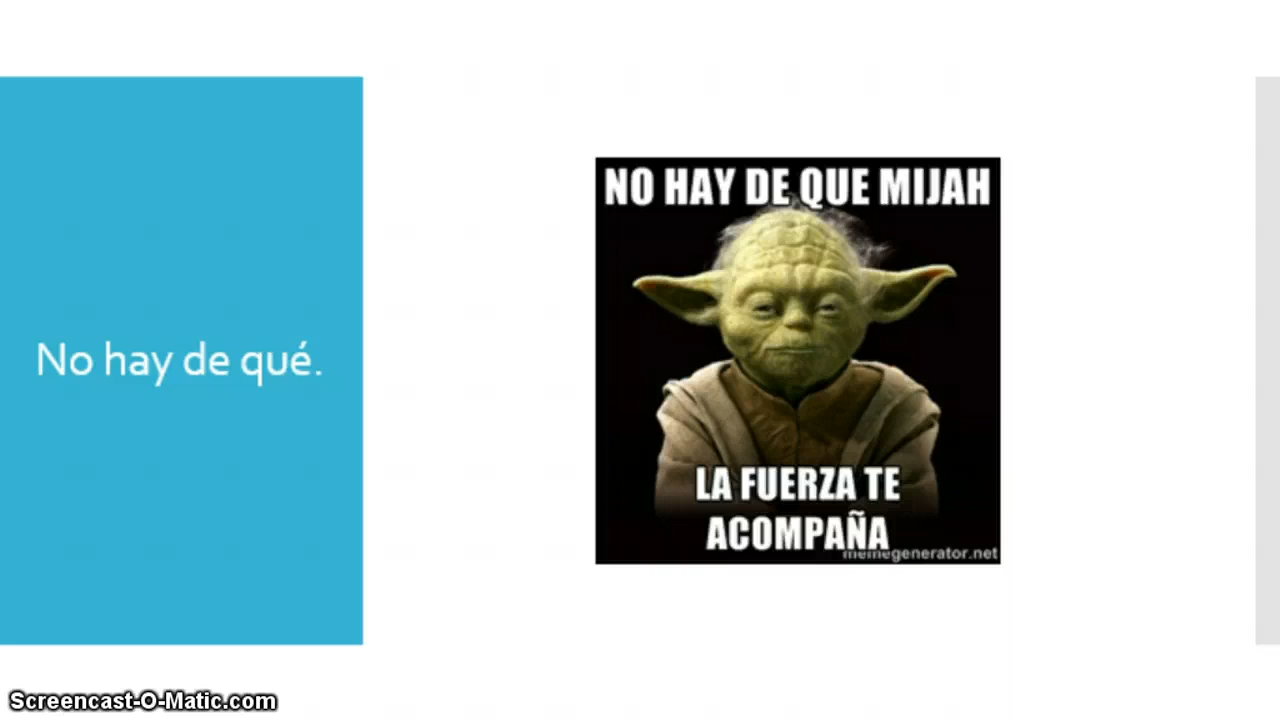 No hay de qué.
NO HAY DE QUE MIJAH
LA FUERZA TE
ACOMPAÑA
memegenerator.net
Screencast-O-Matic.com